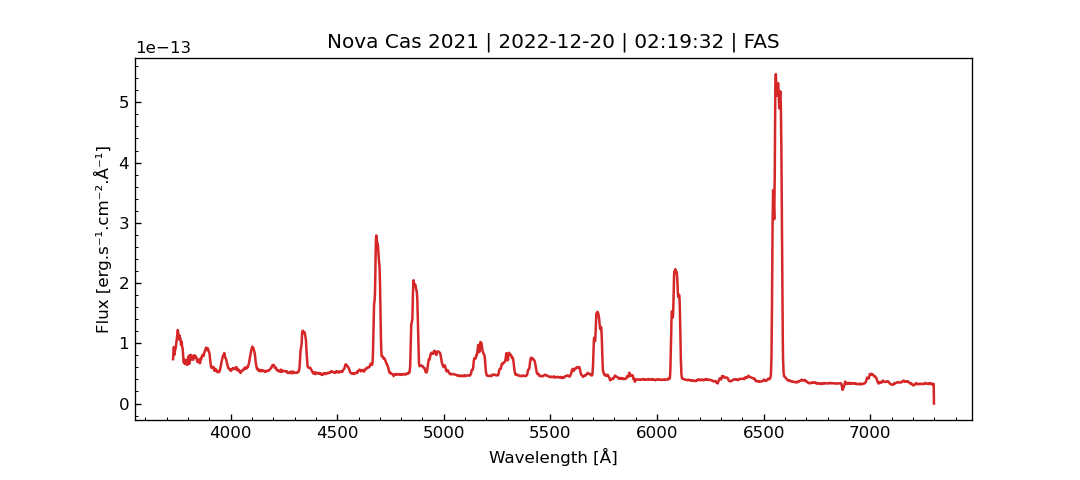 Nova Cas 2021 | 2022-12-20 | 02:19:32 | FAS
1e−13
5
4
3
2
1
0
Flux [erg.s⁻¹.cm⁻².Å⁻¹]
4000 4500 5000 5500 6000 6500 7000
Wavelength [Å]